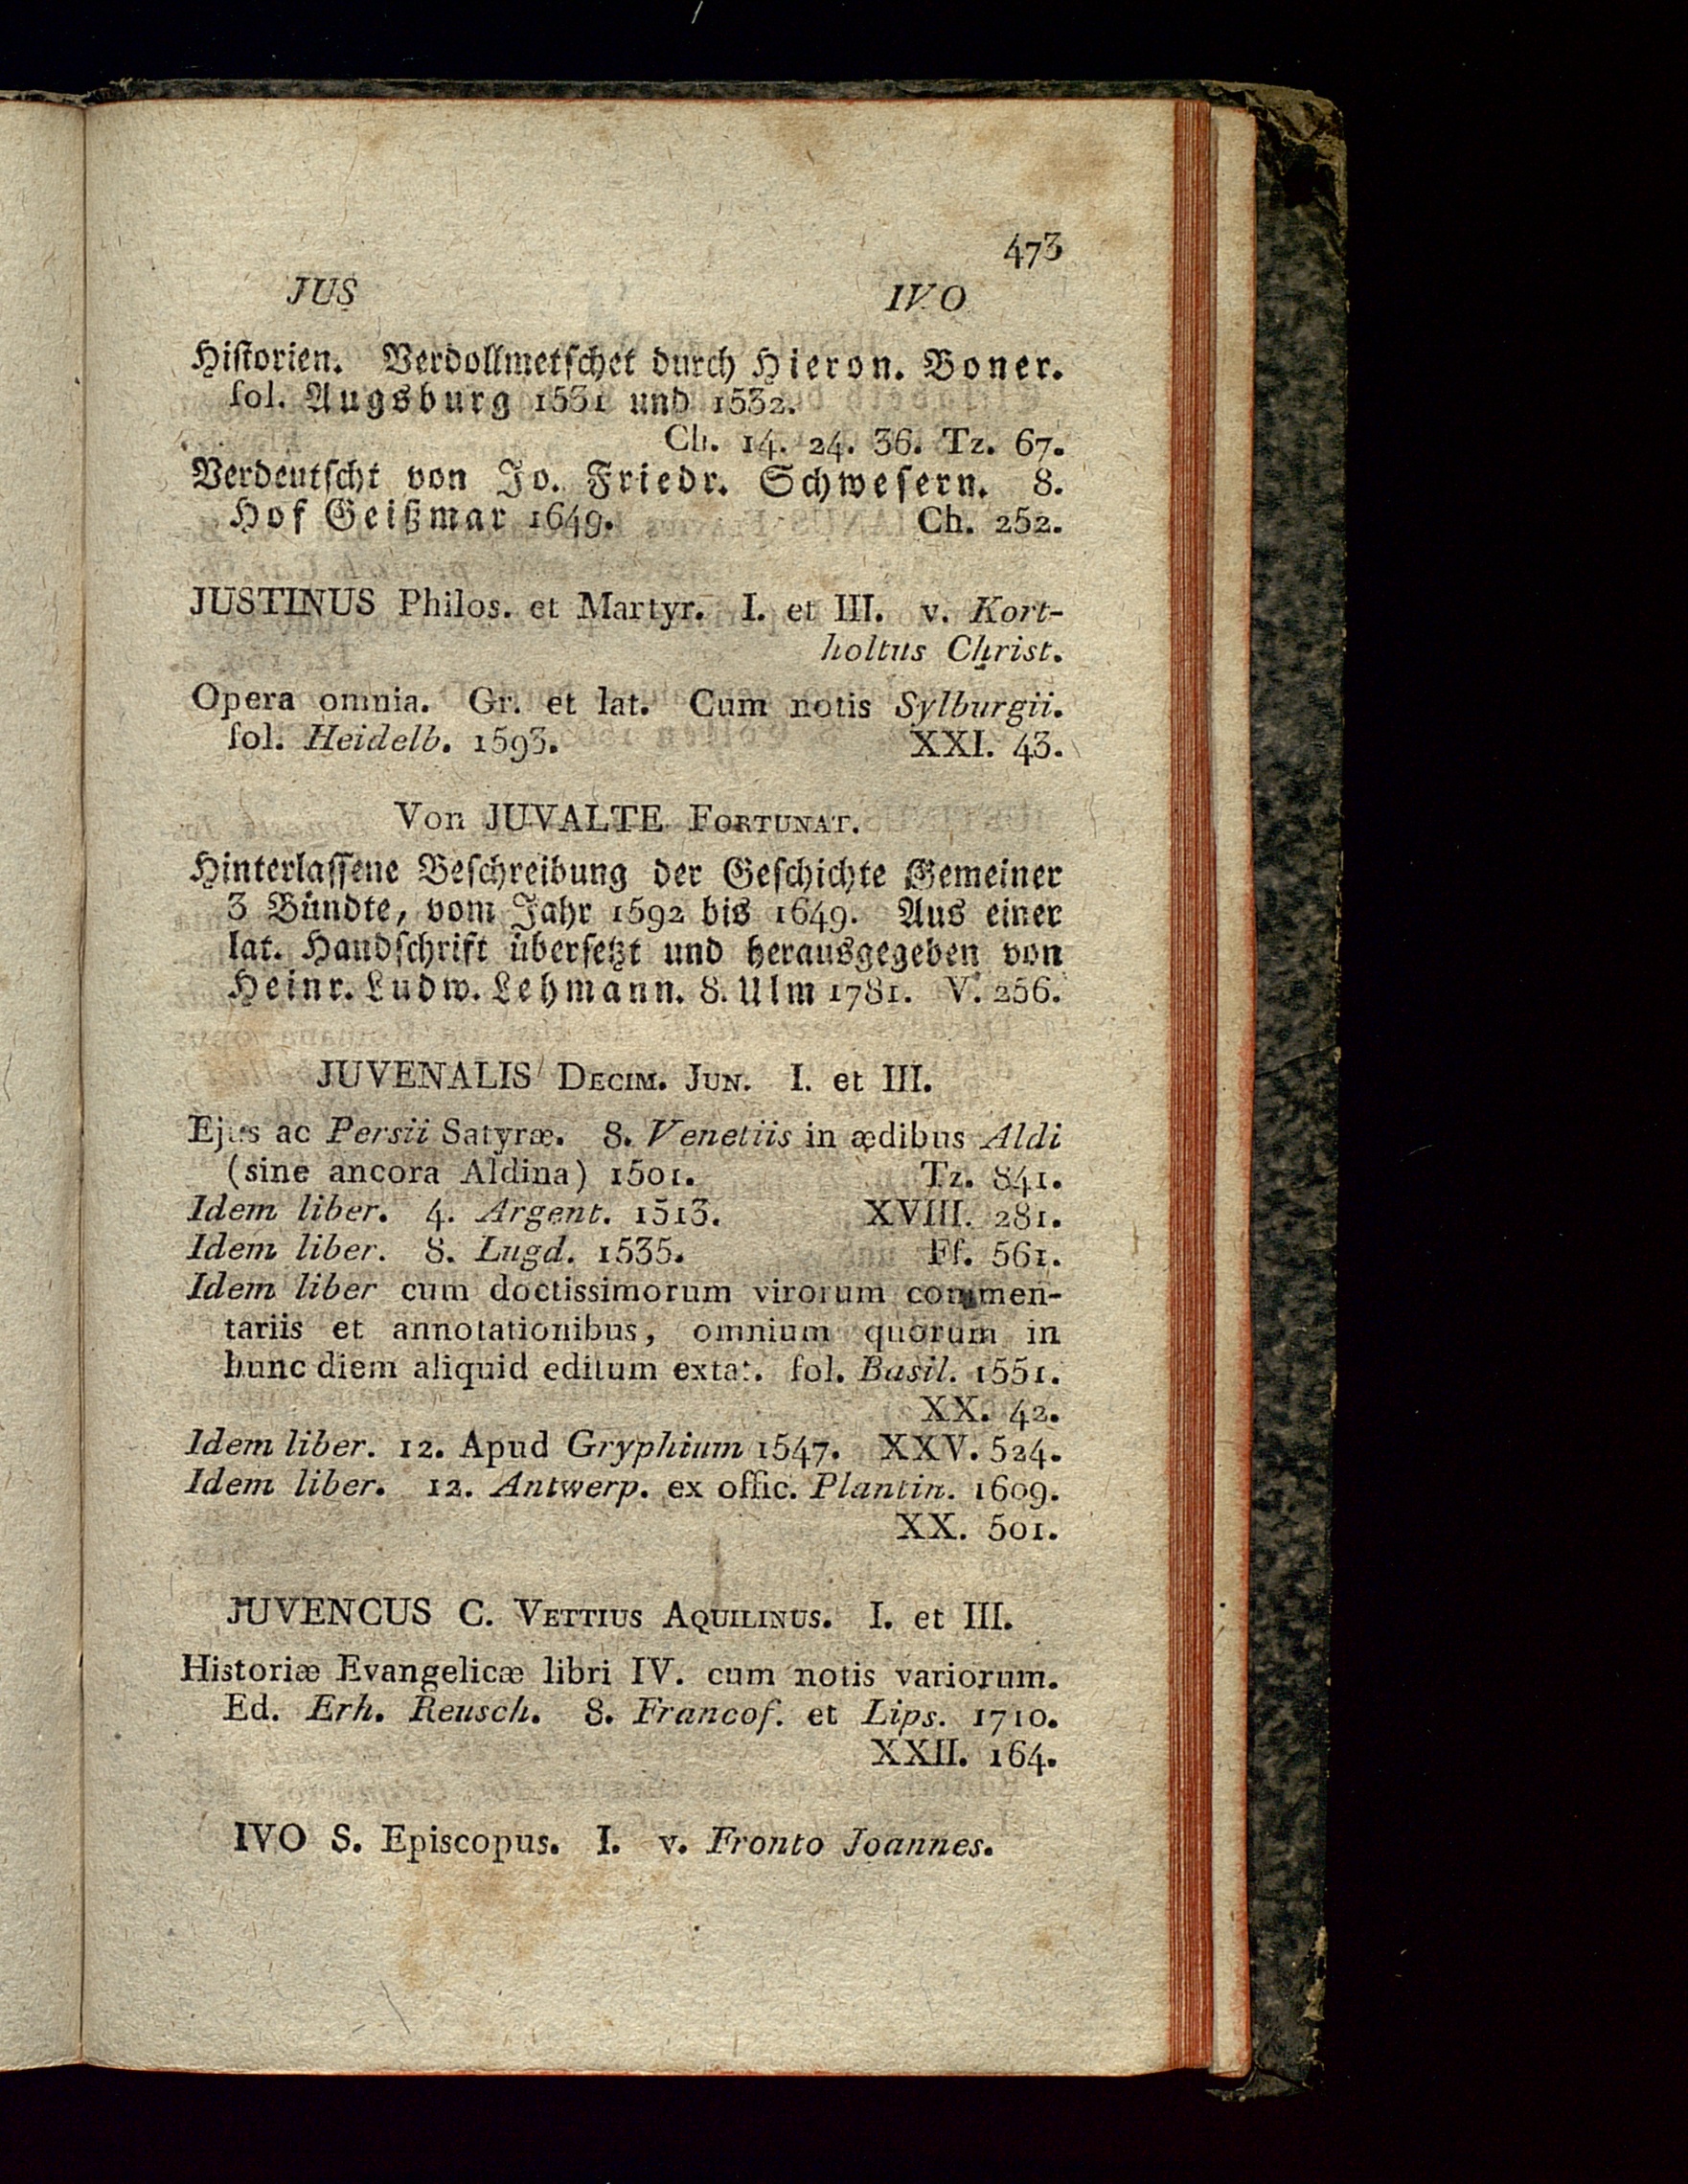 473
JUS IVO
Historien. Verdollmetschet durch Hieron. Boner.
fol. Augsburg 1531 und 1532.
Ch. 14. 24. 36. Tz. 67.
Verdeutscht von Jo. Friedr. Schwesern. 8.
Hof Geißmar 1649. Ch. 252.
JUSTINUS Philos. et Martyr. I. et III. v. Kort-
holtus Christ.
Opera omnia. Gr. et lat. Cum notis Sylburgii.
fol. Heidelb. 1593. XXI. 43.
Von JUVALTE FORTUNAT.
Hinterlassene Beschreibung der Geschichte Gemeiner
3 Bündte, vom Jahr 1592 bis 1649. Aus einer
lat. Handschrift übersetzt und herausgegeben von
Heinr. Ludw. Lehmann. 8. Ulm 1781. V. 256.
JUVENALIS DECIM. JUN. I. et III.
Ejus ac Persii Satyræ. 8. Venetiis in ædibus Aldi
(sine ancora Aldina) 1501. Tz. 841.
Idem liber. 4. Argent. 1513. XVIII. 281.
Idem liber. 8. Lugd. 1535. Ff. 561.
Idem liber cum doctissimorum virorum commen-
tariis et annotationibus, omnium quorum in
hunc diem aliquid editum extat. fol. Basil. 1551.
XX. 42.
Idem liber. 12. Apud Gryphium 1547. XXV. 524.
Idem liber. 12. Antwerp. ex offic. Plantin. 1609.
XX. 501.
JUVENCUS C. VETTIUS AQUILINUS. I. et III.
Historiæ Evangelicæ libri IV. cum notis variorum.
Ed. Erh. Reusch. 8. Francof. et Lips. 1710.
XXII. 164.
IVO S. Episcopus. I. v. Fronto Joannes.